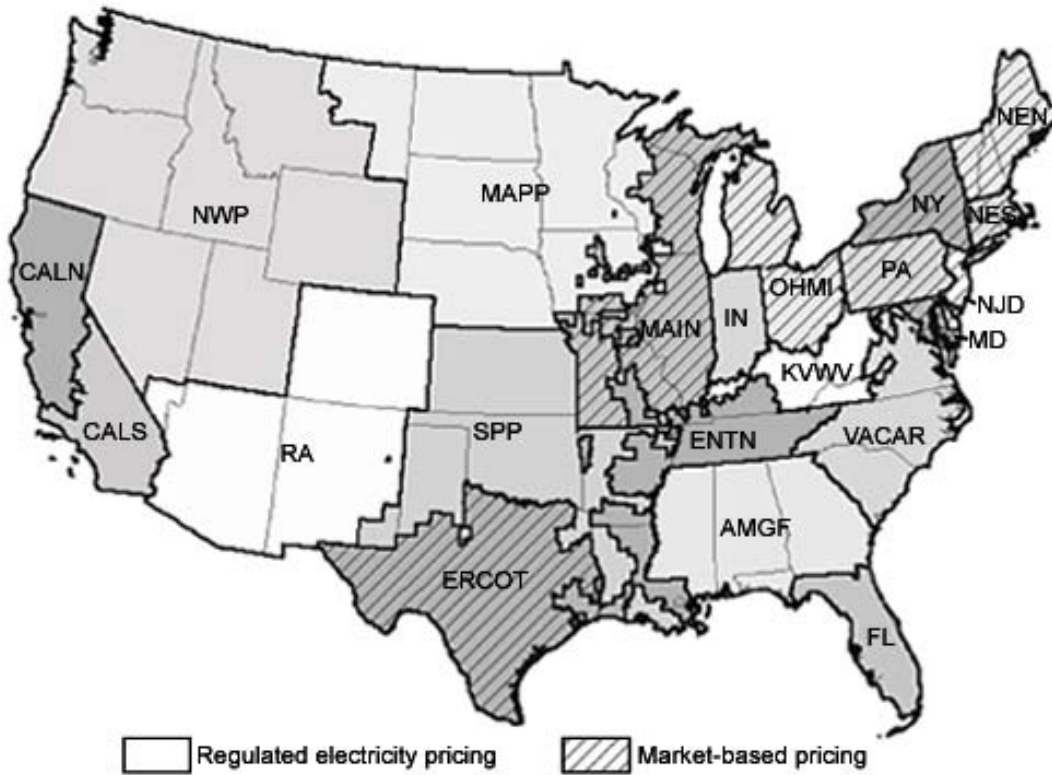 NEN
MAPP
NY
NES
NWP
PA
CALN
OHMI
NJD
MAIN
IN
MD
KVWV
CALS
SPP
ENTN
VACAR
RA
AMGF
ERCOT
FL
Regulated electricity pricing
Market-based pricing